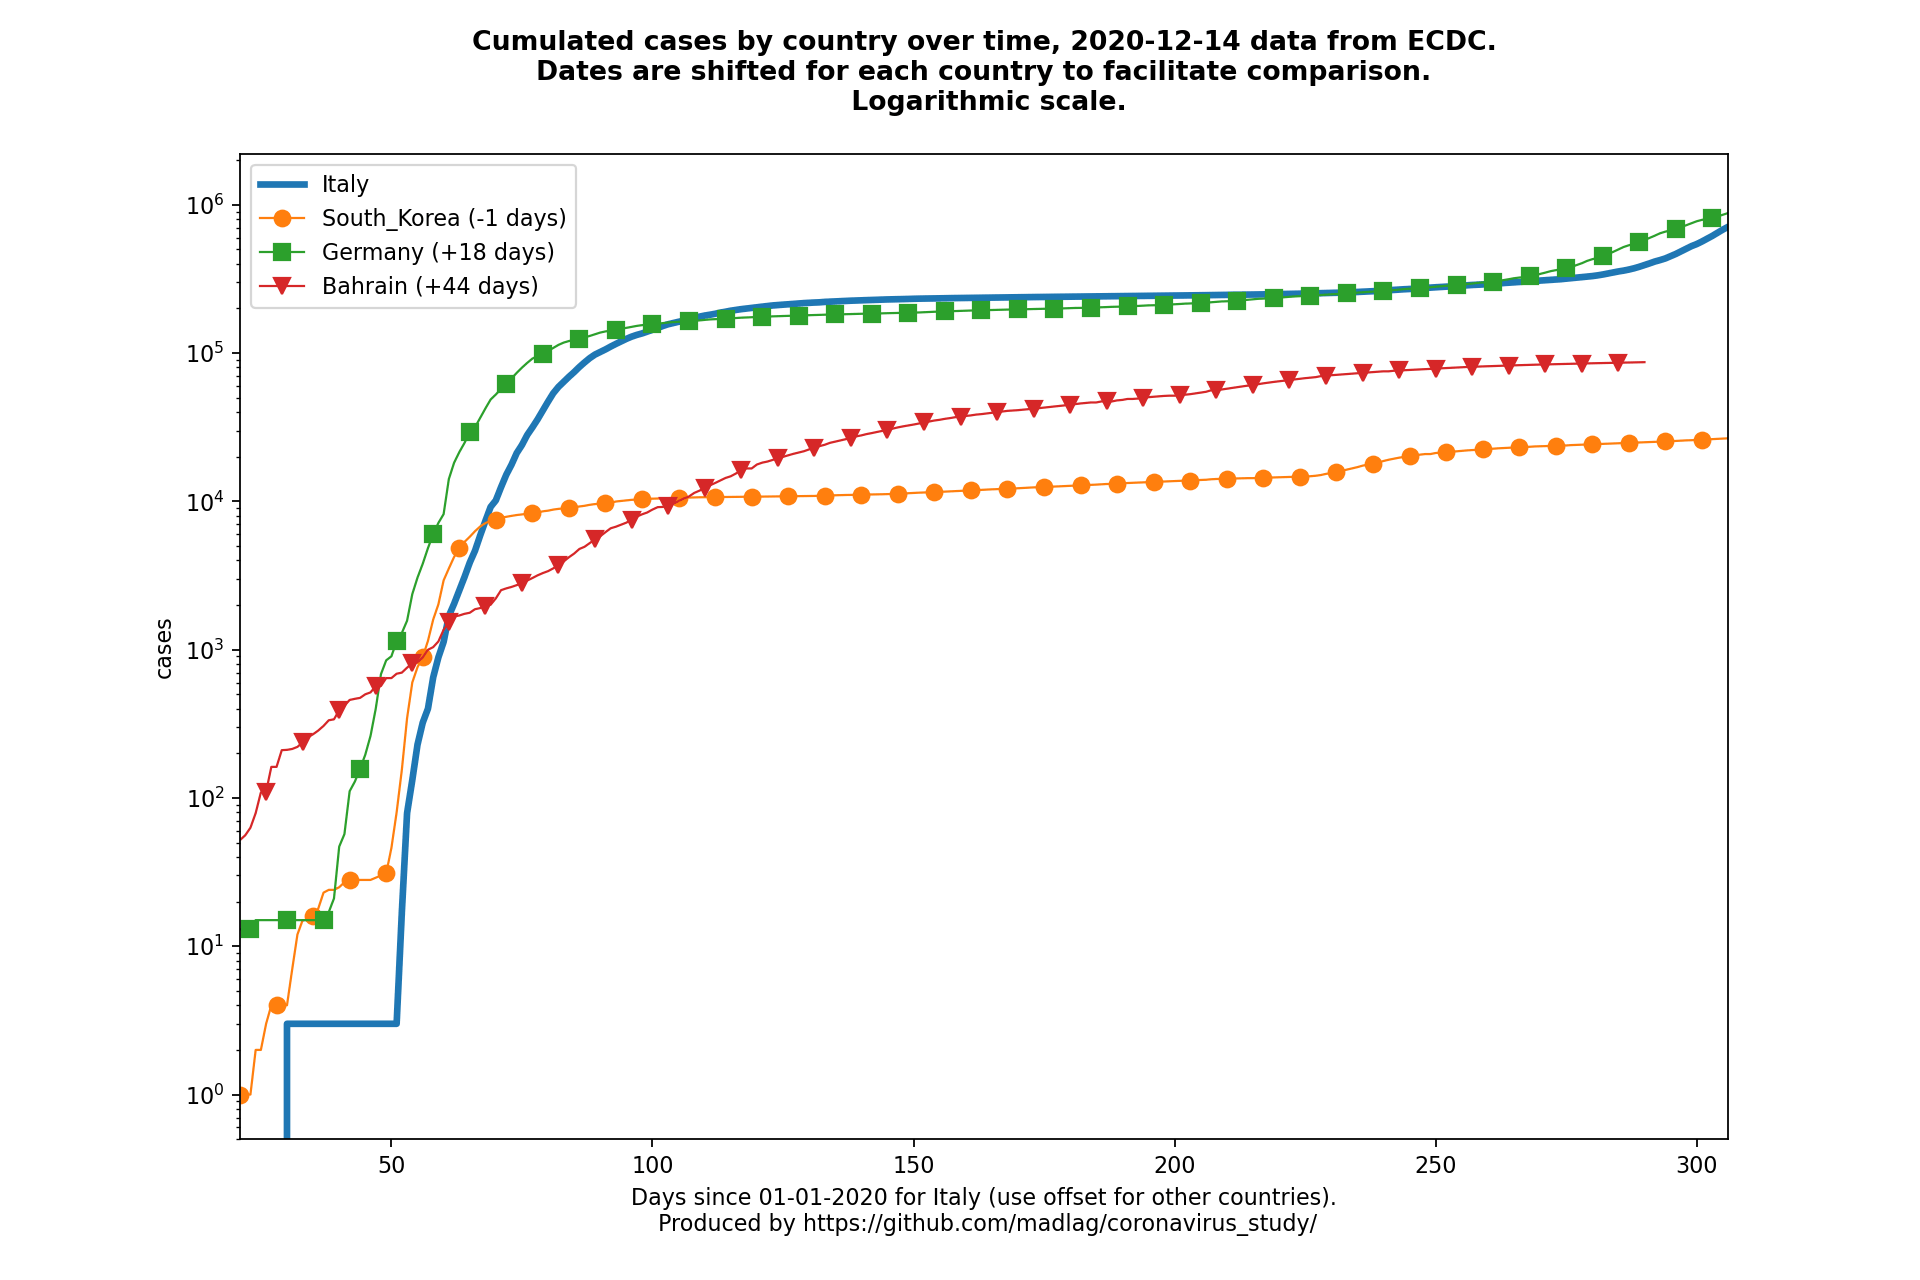 Cumulated cases by country over time, 2020-12-14 data from ECDC.
Dates are shifted for each country to facilitate comparison.
Logarithmic scale.
Italy
South_Korea (-1 days)
Germany (+18 days)
Bahrain (+44 days)
10^6
10^5
10^4
10^3
10^2
10^1
10^0
cases
50 100 150 200 250 300
Days since 01-01-2020 for Italy (use offset for other countries).
Produced by https://github.com/madlag/coronavirus_study/